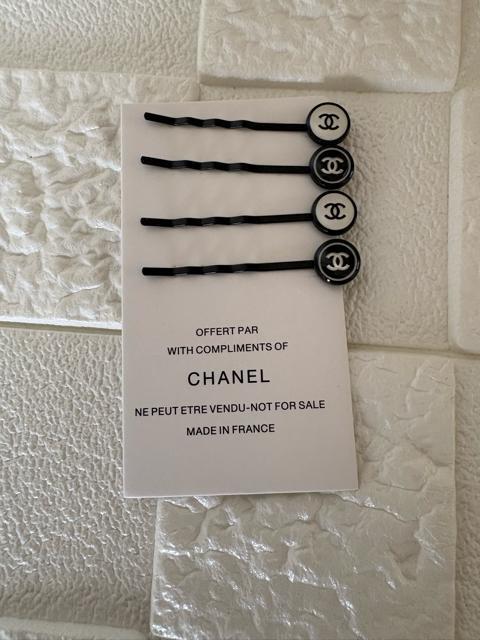 OFFERT PAR
WITH COMPLIMENTS OF
CHANEL
NE PEUT ETRE VENDU-NOT FOR SALE
MADE IN FRANCE